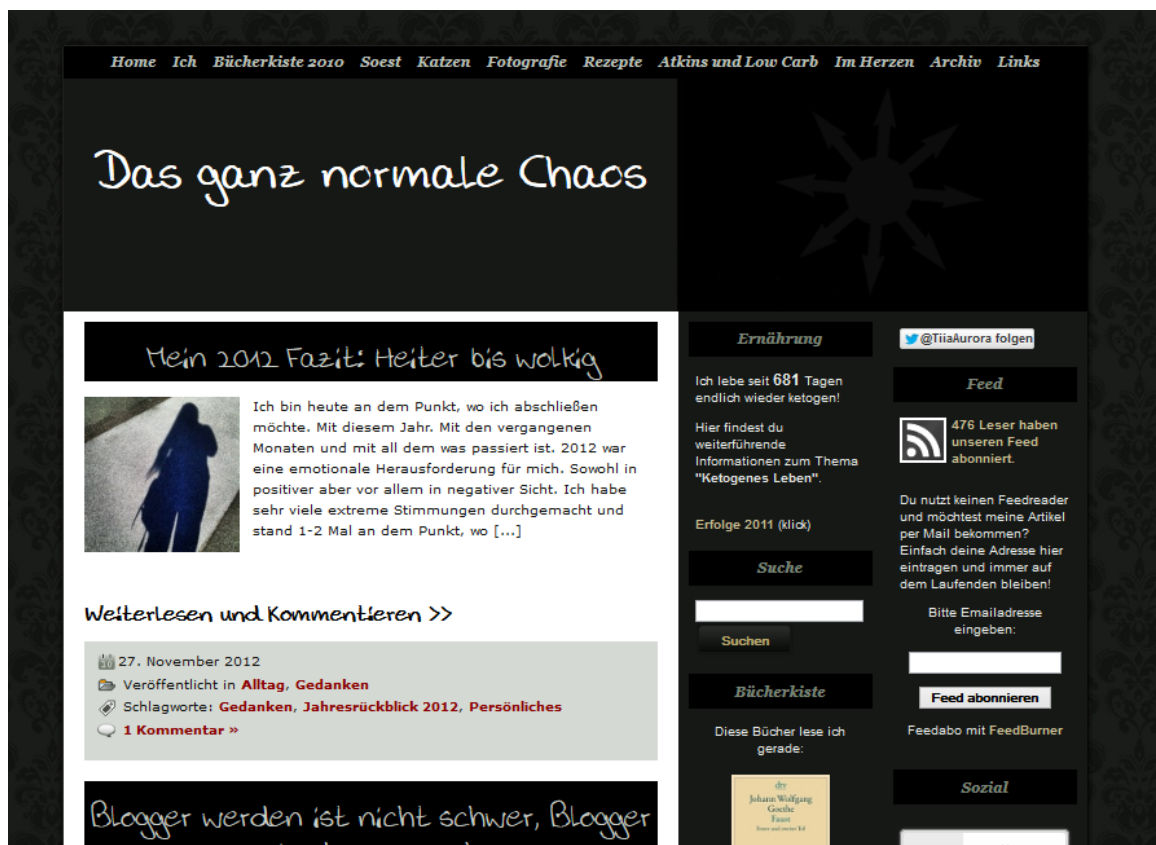 Home Ich Bücherkiste 2010 Soest Katzen Fotografie Rezepte Atkins und Low Carb Im Herzen Archiv Links
Das ganz normale Chaos
Mein 2012 Fazit: Heiter bis wolkig
Ich bin heute an dem Punkt, wo ich abschließen
möchte. Mit diesem Jahr. Mit den vergangenen
Monaten und mit all dem was passiert ist. 2012 war
eine emotionale Herausforderung für mich. Sowohl in
positiver aber vor allem in negativer Sicht. Ich habe
sehr viele extreme Stimmungen durchgemacht und
stand 1-2 Mal an dem Punkt, wo [...]
Weiterlesen und Kommentieren >>
27. November 2012
Veröffentlicht in Alltag, Gedanken
Schlagworte: Gedanken, Jahresrückblick 2012, Persönliches
1 Kommentar »
Blogger werden ist nicht schwer, Blogger
Ernährung
Ich lebe seit 681 Tagen
endlich wieder ketogen!
Hier findest du
weiterführende
Informationen zum Thema
"Ketogenes Leben".
Erfolge 2011 (klick)
Suche
Suchen
Bücherkiste
Diese Bücher lese ich
gerade:
dtv
Johann Wolfgang
Goethe
Faust
Erster und zweiter Teil
@TiiaAurora folgen
Feed
476 Leser haben
unseren Feed
abonniert.
Du nutzt keinen Feedreader
und möchtest meine Artikel
per Mail bekommen?
Einfach deine Adresse hier
eintragen und immer auf
dem Laufenden bleiben!
Bitte Emailadresse
eingeben:
Feed abonnieren
Feedabo mit FeedBurner
Sozial